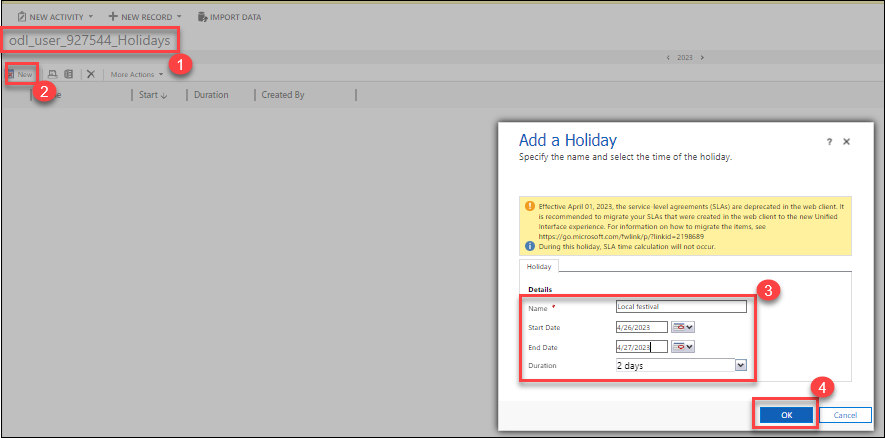 NEW ACTIVITY NEW RECORD IMPORT DATA
odl_user_927544_Holidays
1
2023
New More Actions
2
Start Duration Created By
Add a Holiday
Specify the name and select the time of the holiday.
Effective April 01, 2023, the service-level agreements (SLAs) are deprecated in the web client. It
is recommended to migrate your SLAs that were created in the web client to the new Unified
Interface experience. For information on how to migrate the items, see
https://go.microsoft.com/fwlink/p/?linkid=2198689
During this holiday, SLA time calculation will not occur.
Holiday
3
Details
Name * Local festival
Start Date 4/26/2023
End Date 4/27/2023
Duration 2 days
4
OK Cancel